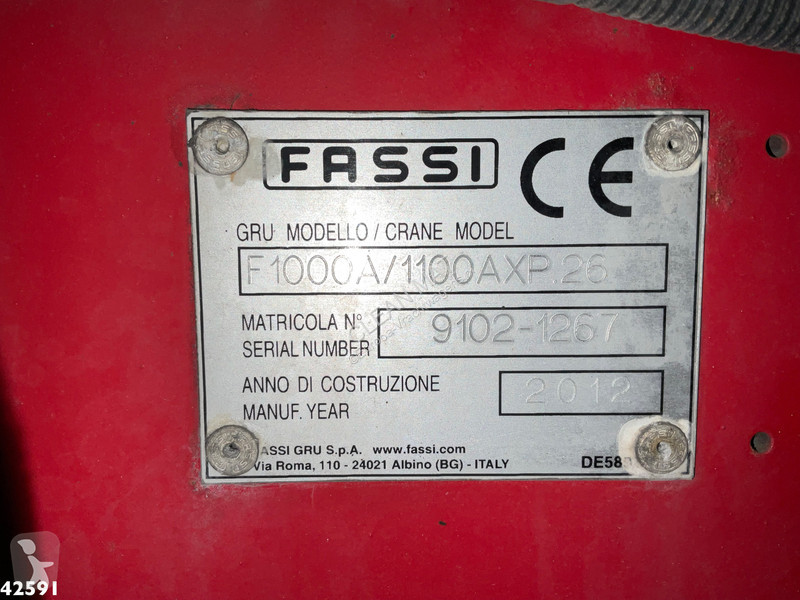 FASSI CE
GRU MODELLO / CRANE MODEL
F1000A/1100AXP.26
MATRICOLA N° 9102-1267
SERIAL NUMBER
ANNO DI COSTRUZIONE 2012
MANUF. YEAR
GRU S.p.A. www.fassi.com
Via Roma, 110 - 24021 Albino (BG) - ITALY
42591